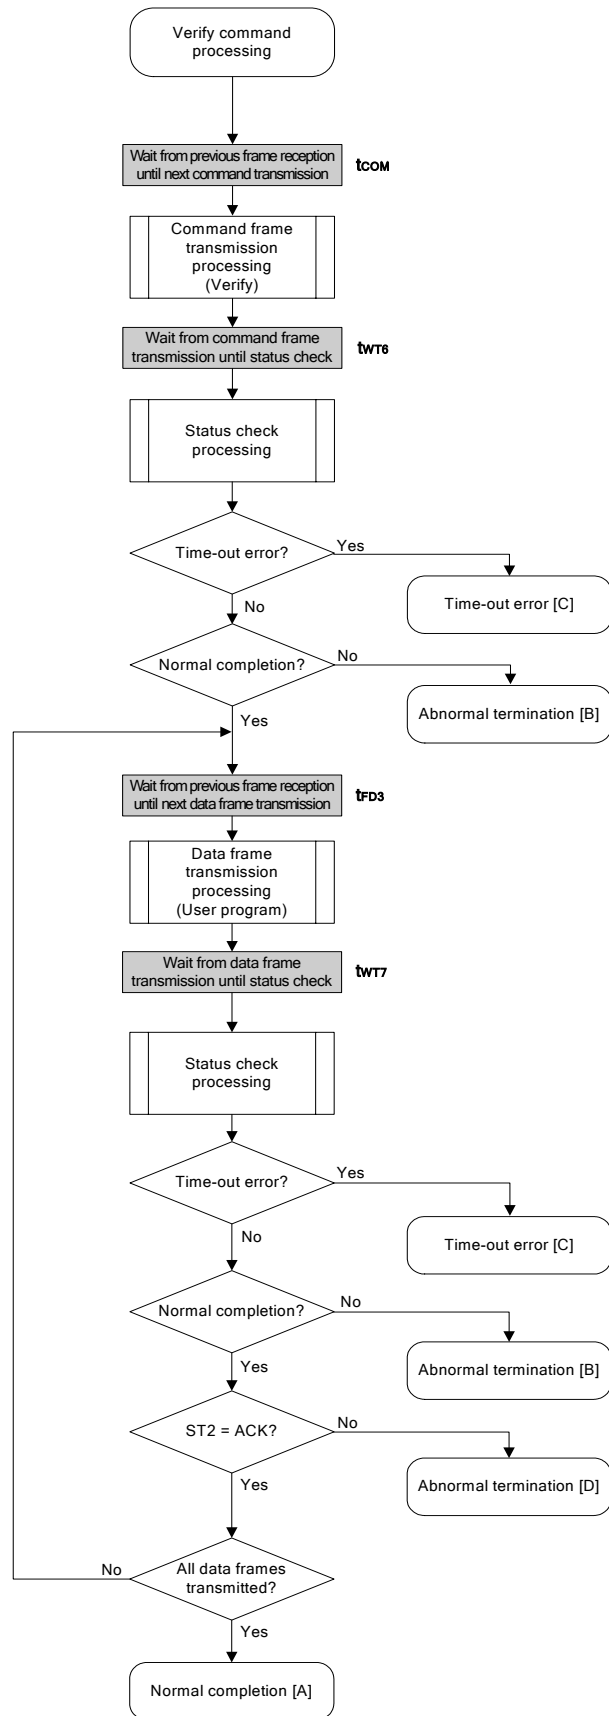 Verify command
processing
Wait from previous frame reception
until next command transmission
tCOM
Command frame
transmission
processing
(Verify)
Wait from command frame
transmission until status check
tWT6
Status check
processing
Time-out error?
Yes
Time-out error [C]
No
Normal completion?
No
Abnormal termination [B]
Yes
Wait from previous frame reception
until next data frame transmission
tFD3
Data frame
transmission
processing
(User program)
Wait from data frame
transmission until status check
tWT7
Status check
processing
Time-out error?
Yes
Time-out error [C]
No
Normal completion?
No
Abnormal termination [B]
Yes
ST2 = ACK?
No
Abnormal termination [D]
Yes
No
All data frames
transmitted?
Yes
Normal completion [A]